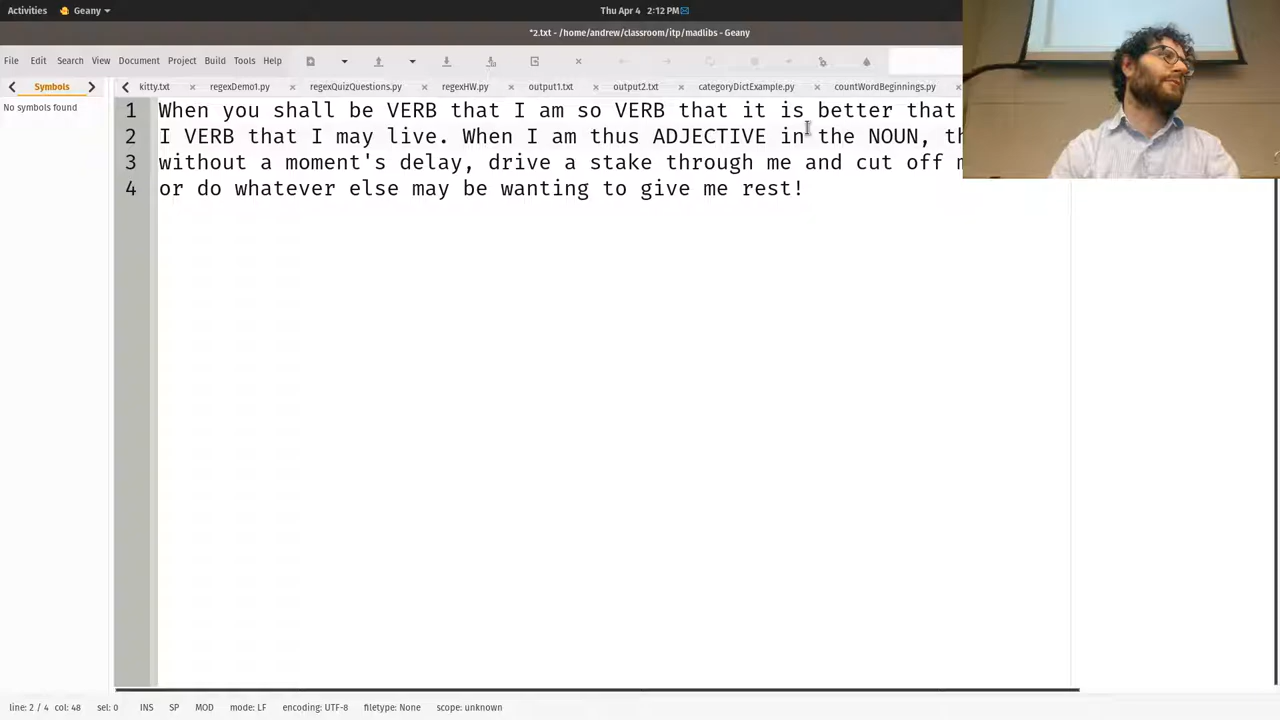 Activities Geany Thu Apr 4 2:12 PM
*2.txt - /home/andrew/classroom/itp/madlibs - Geany
File Edit Search View Document Project Build Tools Help
Symbols kitty.txt regexDemo1.py regexQuizQuestions.py regexHW.py output1.txt output2.txt categoryDictExample.py countWordBeginnings.py
No symbols found
1 When you shall be VERB that I am so VERB that it is better that
2 I VERB that I may live. When I am thus ADJECTIVE in the NOUN,
3 without a moment's delay, drive a stake through me and cut off
4 or do whatever else may be wanting to give me rest!
line: 2 / 4 col: 48 sel: 0 INS SP MOD mode: LF encoding: UTF-8 filetype: None scope: unknown